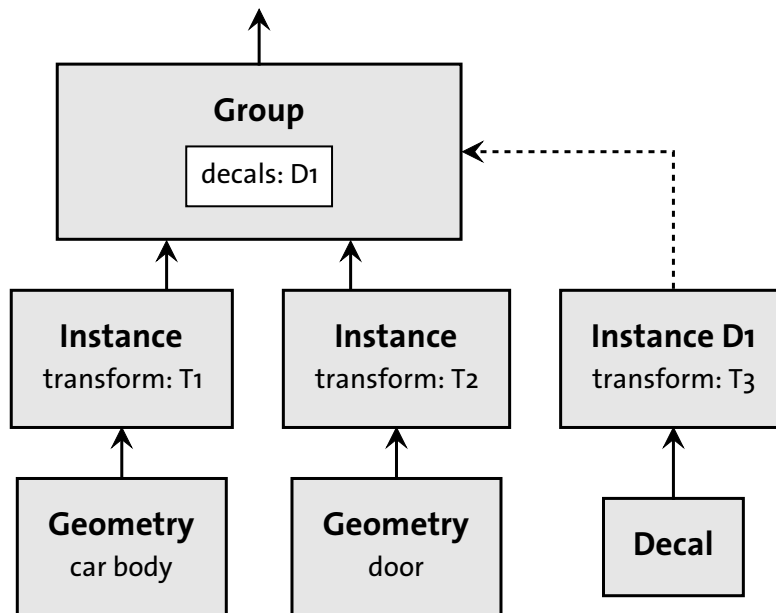 Group
decals: D1
Instance
transform: T1
Instance
transform: T2
Instance D1
transform: T3
Geometry
car body
Geometry
door
Decal